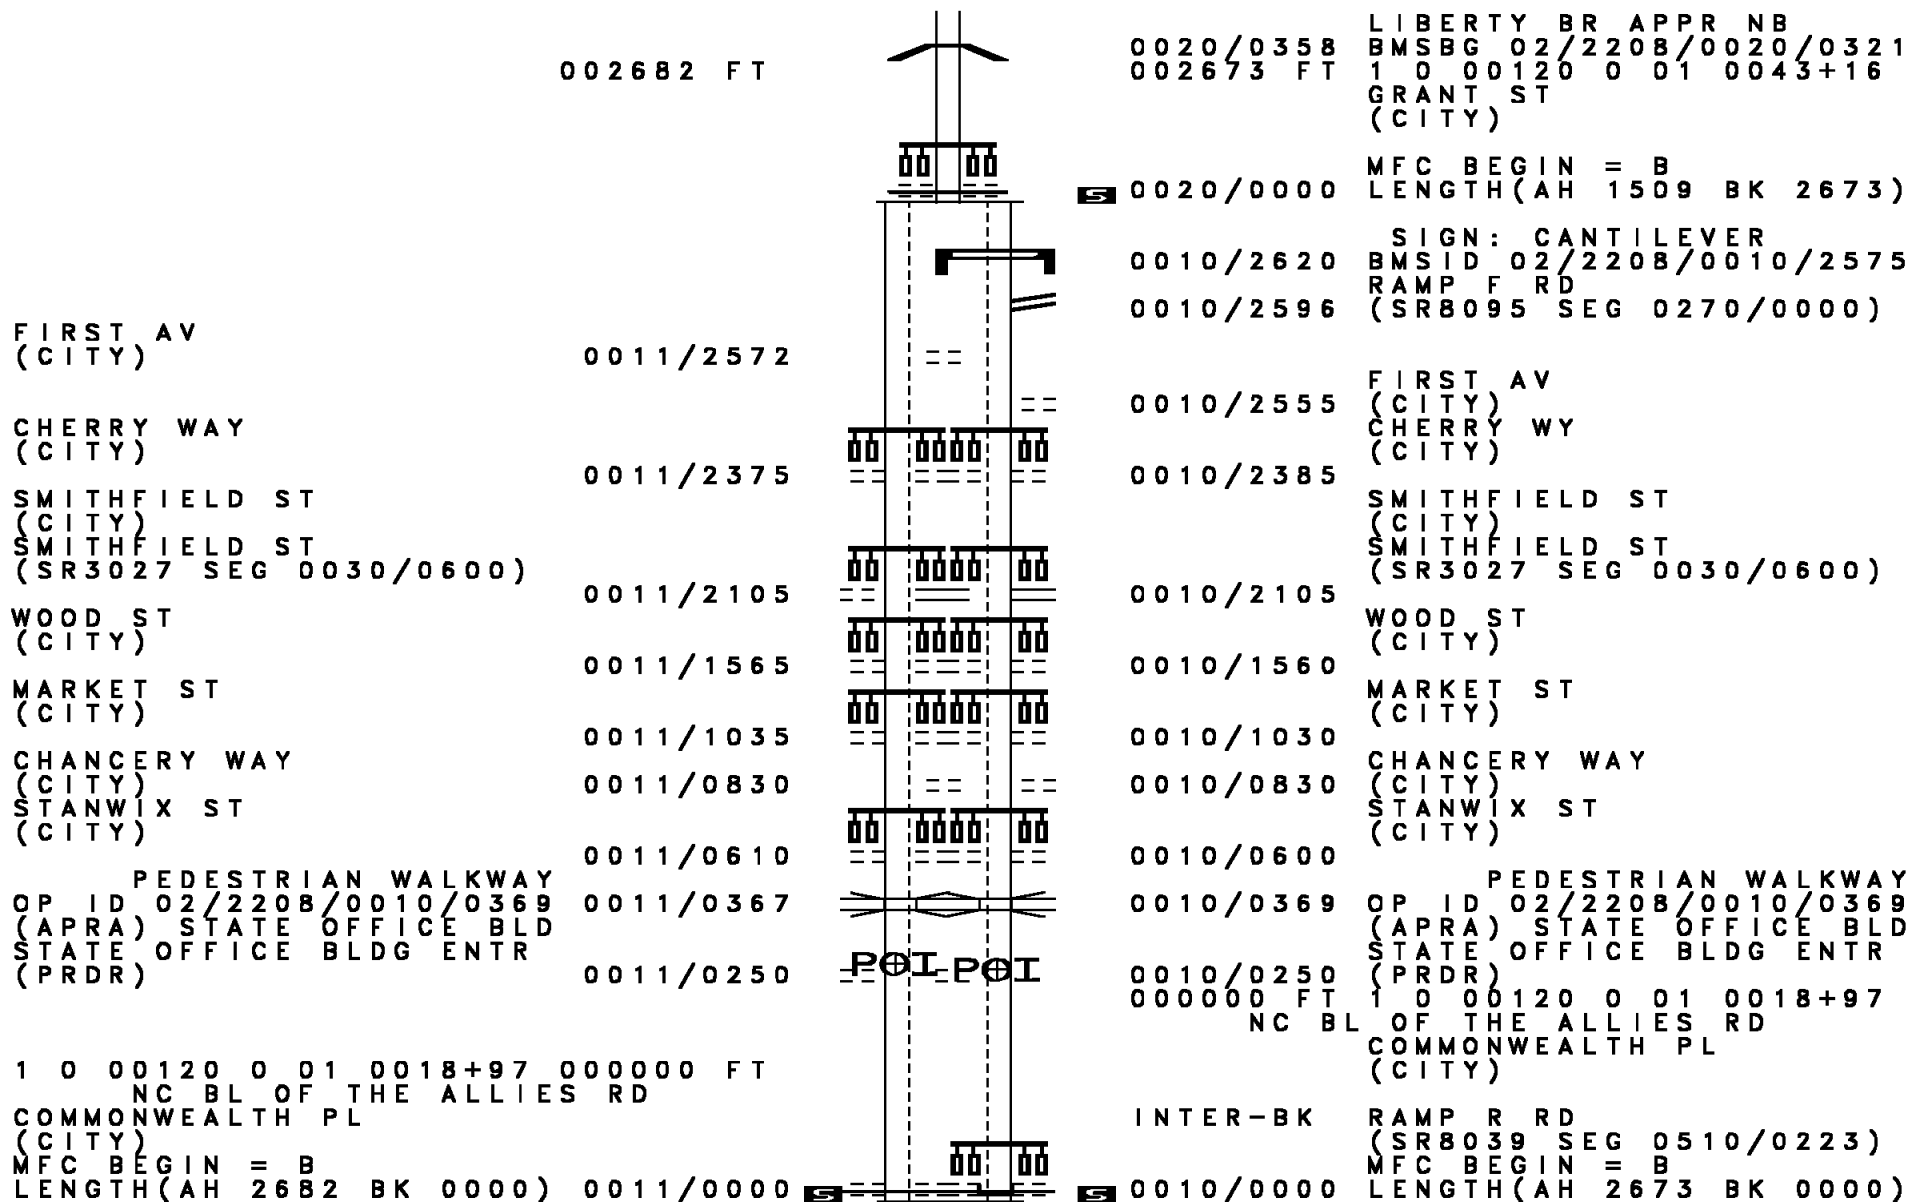 LIBERTY BR APPR NB
0020/0358 BMSBG 02/2208/0020/0321
002682 FT 002673 FT 1 0 00120 0 01 0043+16
GRANT ST
(CITY)
MFC BEGIN = B
S 0020/0000 LENGTH(AH 1509 BK 2673)
SIGN: CANTILEVER
0010/2620 BMSID 02/2208/0010/2575
RAMP F RD
0010/2596 (SR8095 SEG 0270/0000)
FIRST AV
(CITY) 0011/2572
FIRST AV
0010/2555 (CITY)
CHERRY WAY CHERRY WY
(CITY) (CITY)
0011/2375 0010/2385
SMITHFIELD ST SMITHFIELD ST
(CITY) (CITY)
SMITHFIELD ST SMITHFIELD ST
(SR3027 SEG 0030/0600) (SR3027 SEG 0030/0600)
0011/2105 0010/2105
WOOD ST WOOD ST
(CITY) (CITY)
0011/1565 0010/1560
MARKET ST MARKET ST
(CITY) (CITY)
0011/1035 0010/1030
CHANCERY WAY CHANCERY WAY
(CITY) 0011/0830 0010/0830 (CITY)
STANWIX ST STANWIX ST
(CITY) (CITY)
0011/0610 0010/0600
PEDESTRIAN WALKWAY PEDESTRIAN WALKWAY
OP ID 02/2208/0010/0369 0011/0367 0010/0369 OP ID 02/2208/0010/0369
(APRA) STATE OFFICE BLD (APRA) STATE OFFICE BLD
STATE OFFICE BLDG ENTR STATE OFFICE BLDG ENTR
(PRDR) 0011/0250 POI POI 0010/0250 (PRDR)
000000 FT 1 0 00120 0 01 0018+97
NC BL OF THE ALLIES RD
COMMONWEALTH PL
1 0 00120 0 01 0018+97 000000 FT (CITY)
NC BL OF THE ALLIES RD
COMMONWEALTH PL INTER-BK RAMP R RD
(CITY) (SR8039 SEG 0510/0223)
MFC BEGIN = B MFC BEGIN = B
LENGTH(AH 2682 BK 0000) 0011/0000 S S 0010/0000 LENGTH(AH 2673 BK 0000)